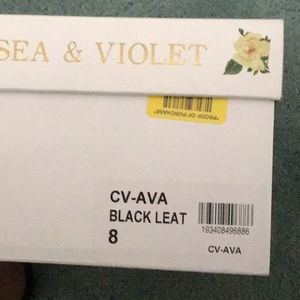 SEA & VIOLET
*PROOF OF PURCHASE*
CV-AVA
BLACK LEAT
8
193408496886
CV-AVA